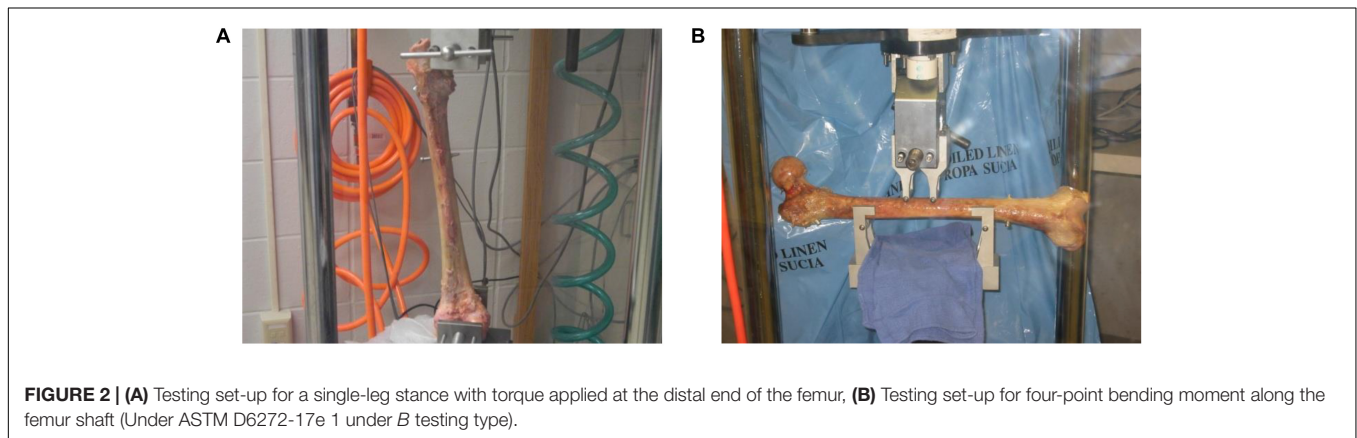 A
B
ILED LINEN
ROPA SUCIA
LINEN
SUCIA
FIGURE 2 | (A) Testing set-up for a single-leg stance with torque applied at the distal end of the femur, (B) Testing set-up for four-point bending moment along the
femur shaft (Under ASTM D6272-17e 1 under B testing type).